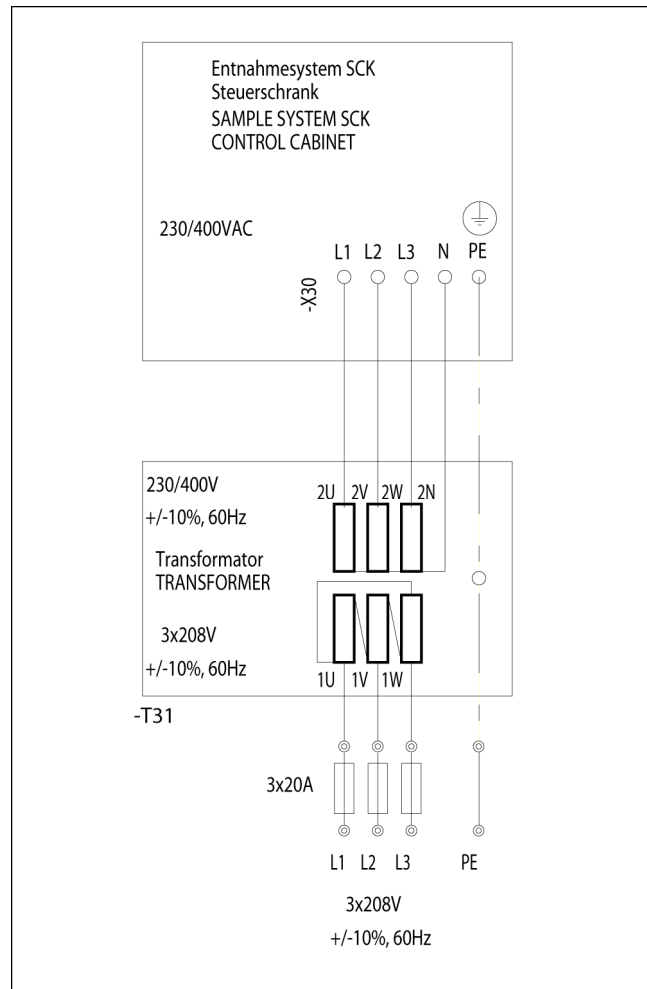 Entnahmesystem SCK
Steuerschrank
SAMPLE SYSTEM SCK
CONTROL CABINET
230/400VAC
L1 L2 L3 N PE
-X30
230/400V
2U 2V 2W 2N
+/-10%, 60Hz
Transformator
TRANSFORMER
3x208V
+/-10%, 60Hz
1U 1V 1W
-T31
3x20A
L1 L2 L3 PE
3x208V
+/-10%, 60Hz